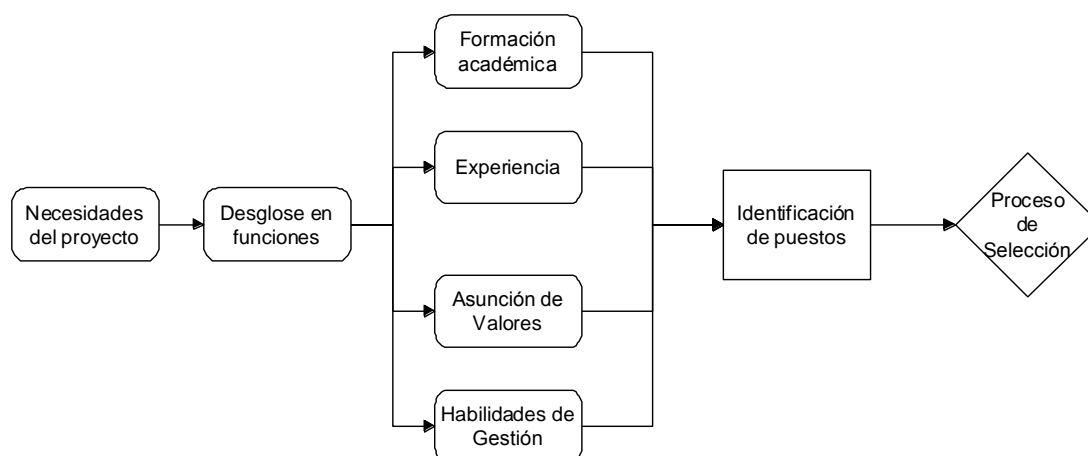 Necesidades
del proyecto
Desglose en
funciones
Formación
académica
Experiencia
Asunción de
Valores
Habilidades de
Gestión
Identificación
de puestos
Proceso
de
Selección